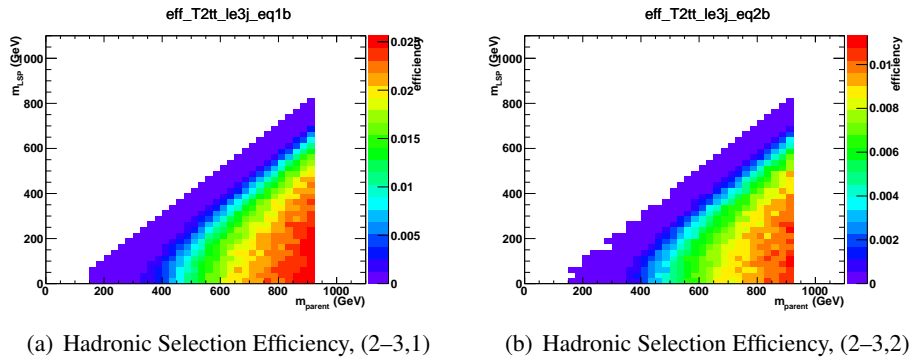 eff_T2tt_le3j_eq1b
m_LSP (GeV)
1000
800
600
400
200
0
0 200 400 600 800 1000
m_parent (GeV)
0.025
0.02
0.015
0.01
0.005
0
efficiency
(a) Hadronic Selection Efficiency, (2–3,1)
eff_T2tt_le3j_eq2b
m_LSP (GeV)
1000
800
600
400
200
0
0 200 400 600 800 1000
m_parent (GeV)
0.01
0.008
0.006
0.004
0.002
0
efficiency
(b) Hadronic Selection Efficiency, (2–3,2)